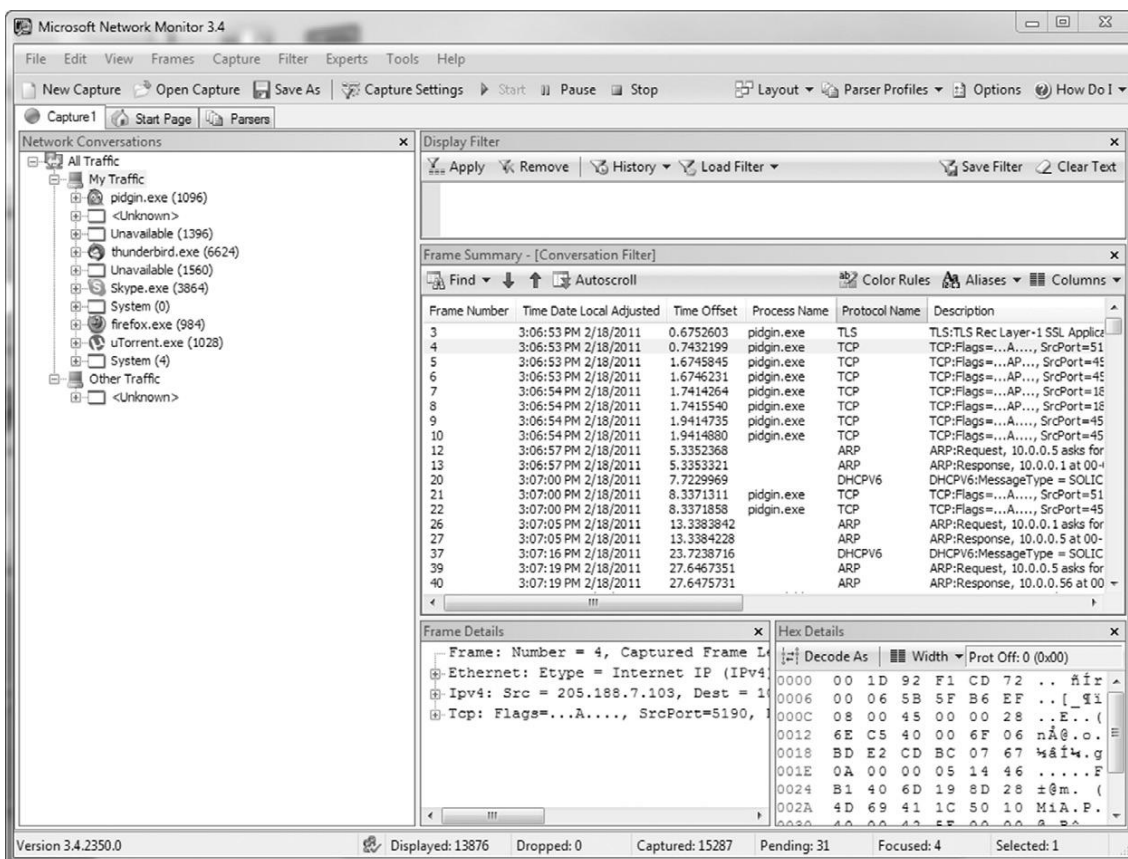 Microsoft Network Monitor 3.4
File Edit View Frames Capture Filter Experts Tools Help
New Capture Open Capture Save As Capture Settings Start Pause Stop Layout Parser Profiles Options How Do I
Capture1 Start Page Parsers
Network Conversations
All Traffic
My Traffic
pidgin.exe (1096)
<Unknown>
Unavailable (1396)
thunderbird.exe (6624)
Unavailable (1560)
Skype.exe (3864)
System (0)
firefox.exe (984)
uTorrent.exe (1028)
System (4)
Other Traffic
<Unknown>
Display Filter
Apply Remove History Load Filter Save Filter Clear Text
Frame Summary - [Conversation Filter]
Find Autoscroll Color Rules Aliases Columns
Frame Number Time Date Local Adjusted Time Offset Process Name Protocol Name Description
3 3:06:53 PM 2/18/2011 0.6752603 pidgin.exe TLS TLS:TLS Rec Layer-1 SSL Applica
4 3:06:53 PM 2/18/2011 0.7432199 pidgin.exe TCP TCP:Flags=...A...., SrcPort=51
5 3:06:53 PM 2/18/2011 1.6745845 pidgin.exe TCP TCP:Flags=...AP..., SrcPort=45
6 3:06:53 PM 2/18/2011 1.6746231 pidgin.exe TCP TCP:Flags=...AP..., SrcPort=45
7 3:06:54 PM 2/18/2011 1.7414264 pidgin.exe TCP TCP:Flags=...AP..., SrcPort=18
8 3:06:54 PM 2/18/2011 1.7415540 pidgin.exe TCP TCP:Flags=...AP..., SrcPort=18
9 3:06:54 PM 2/18/2011 1.9414735 pidgin.exe TCP TCP:Flags=...A...., SrcPort=45
10 3:06:54 PM 2/18/2011 1.9414880 pidgin.exe TCP TCP:Flags=...A...., SrcPort=45
12 3:06:57 PM 2/18/2011 5.3352368 ARP ARP:Request, 10.0.0.5 asks for
13 3:06:57 PM 2/18/2011 5.3353321 ARP ARP:Response, 10.0.0.1 at 00-
20 3:07:00 PM 2/18/2011 7.7229969 DHCPV6 DHCPV6:MessageType = SOLIC
21 3:07:00 PM 2/18/2011 8.3371311 pidgin.exe TCP TCP:Flags=...A...., SrcPort=51
22 3:07:00 PM 2/18/2011 8.3371858 pidgin.exe TCP TCP:Flags=...A...., SrcPort=45
26 3:07:05 PM 2/18/2011 13.3383842 ARP ARP:Request, 10.0.0.1 asks for
27 3:07:05 PM 2/18/2011 13.3384228 ARP ARP:Response, 10.0.0.5 at 00-
37 3:07:16 PM 2/18/2011 23.7238716 DHCPV6 DHCPV6:MessageType = SOLIC
39 3:07:19 PM 2/18/2011 27.6467351 ARP ARP:Request, 10.0.0.5 asks for
40 3:07:19 PM 2/18/2011 27.6475731 ARP ARP:Response, 10.0.0.56 at 00
Frame Details
Frame: Number = 4, Captured Frame Le
Ethernet: Etype = Internet IP (IPv4)
Ipv4: Src = 205.188.7.103, Dest = 10
Tcp: Flags=...A...., SrcPort=5190,
Hex Details
Decode As Width Prot Off: 0 (0x00)
0000 00 1D 92 F1 CD 72 .. ñÍr
0006 00 06 5B 5F B6 EF ..[_¶ï
000C 08 00 45 00 00 28 ..E..(
0012 6E C5 40 00 6F 06 nÅ@.o.
0018 BD E2 CD BC 07 67 ½âÍ¼.g
001E 0A 00 00 05 14 46 .....F
0024 B1 40 6D 19 8D 28 ±@m. (
002A 4D 69 41 1C 50 10 MiA.P.
Version 3.4.2350.0 Displayed: 13876 Dropped: 0 Captured: 15287 Pending: 31 Focused: 4 Selected: 1